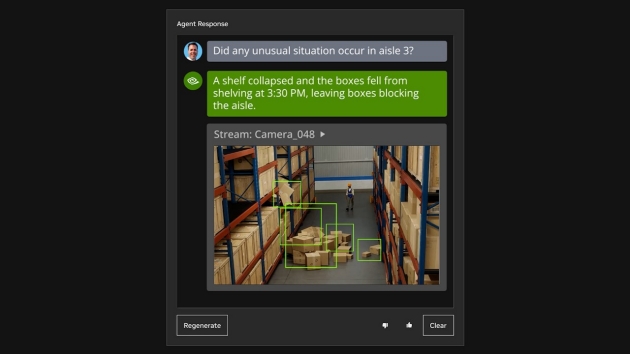 Agent Response
Did any unusual situation occur in aisle 3?
A shelf collapsed and the boxes fell from
shelving at 3:30 PM, leaving boxes blocking
the aisle.
Stream: Camera_048
Regenerate
Clear